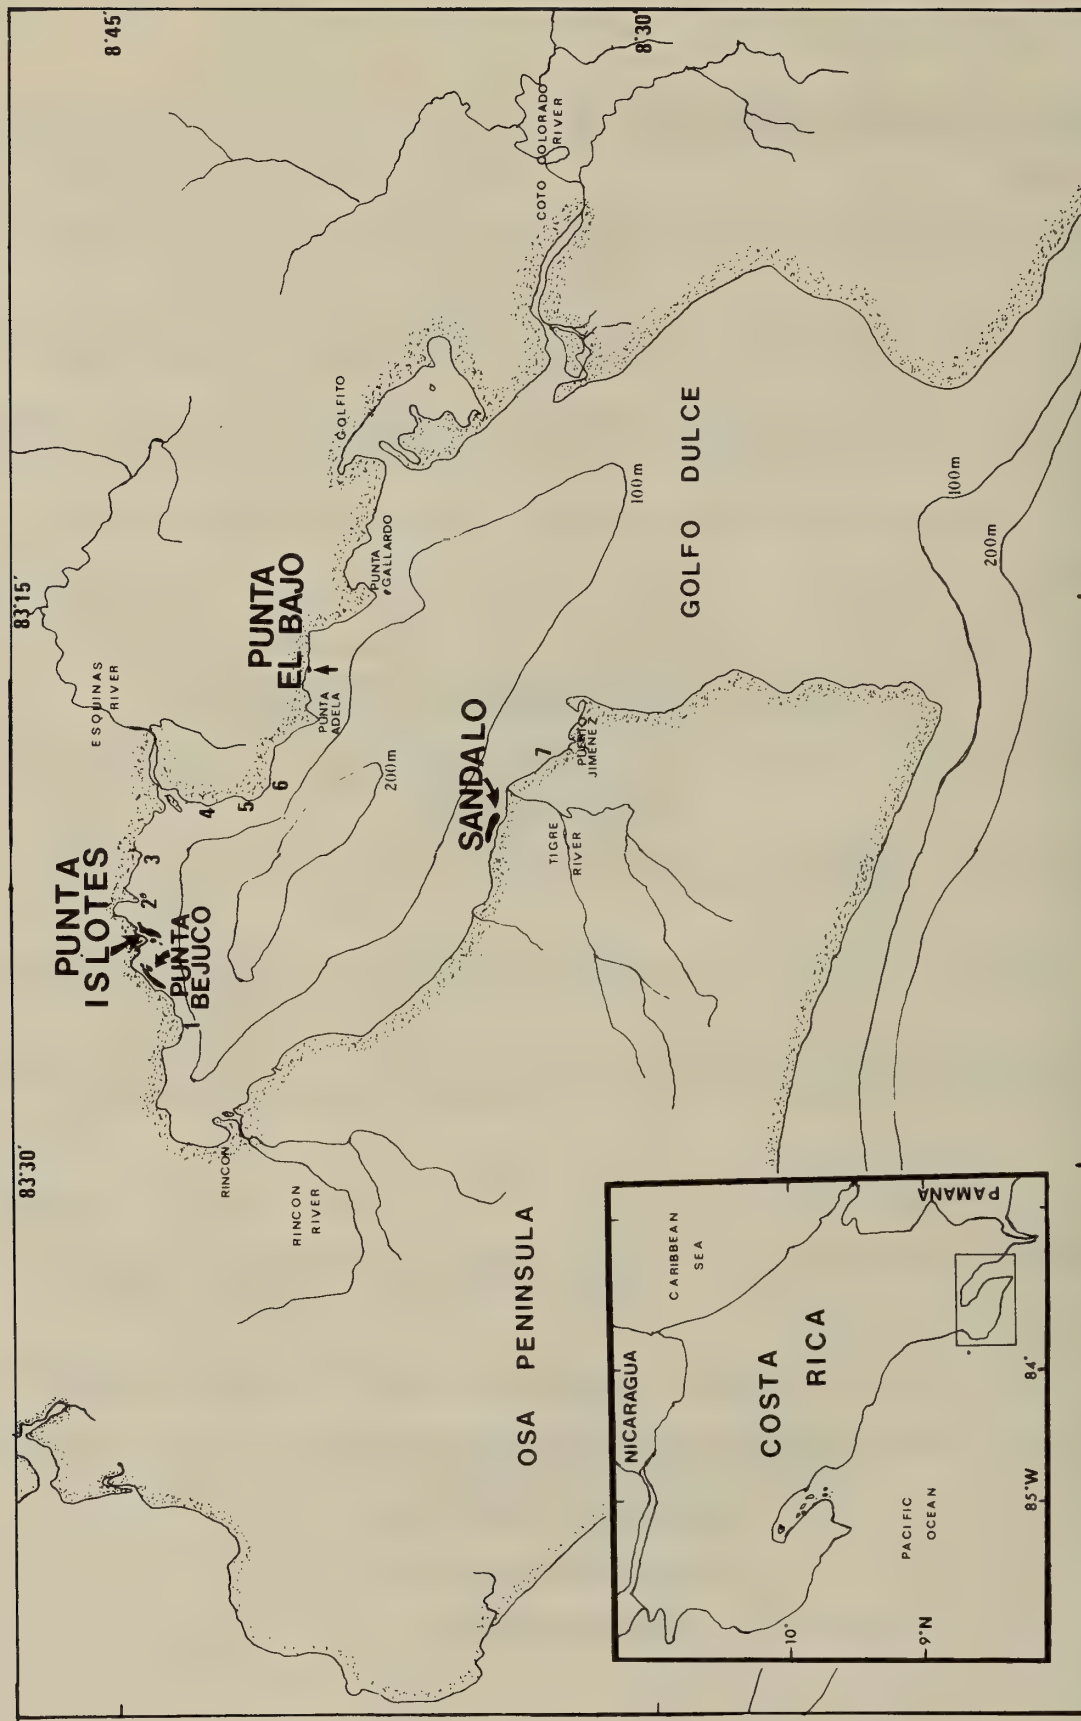 83°30'
83°15'
8°45'
8°30'
PUNTA
ISLOTES
PUNTA
BEJUCO
1
2
3
4
5
6
7
ESQUINAS
RIVER
PUNTA
EL BAJO
PUNTA
ADELA
PUNTA
GALLARDO
GOLFITO
COTO COLORADO
RIVER
RINCON
RINCON
RIVER
200m
100m
SANDALO
PUERTO
JIMENEZ
TIGRE
RIVER
GOLFO DULCE
100m
200m
OSA PENINSULA
NICARAGUA
CARIBBEAN
SEA
COSTA
RICA
PAMANA
PACIFIC
OCEAN
10°
9°N
85°W
84°